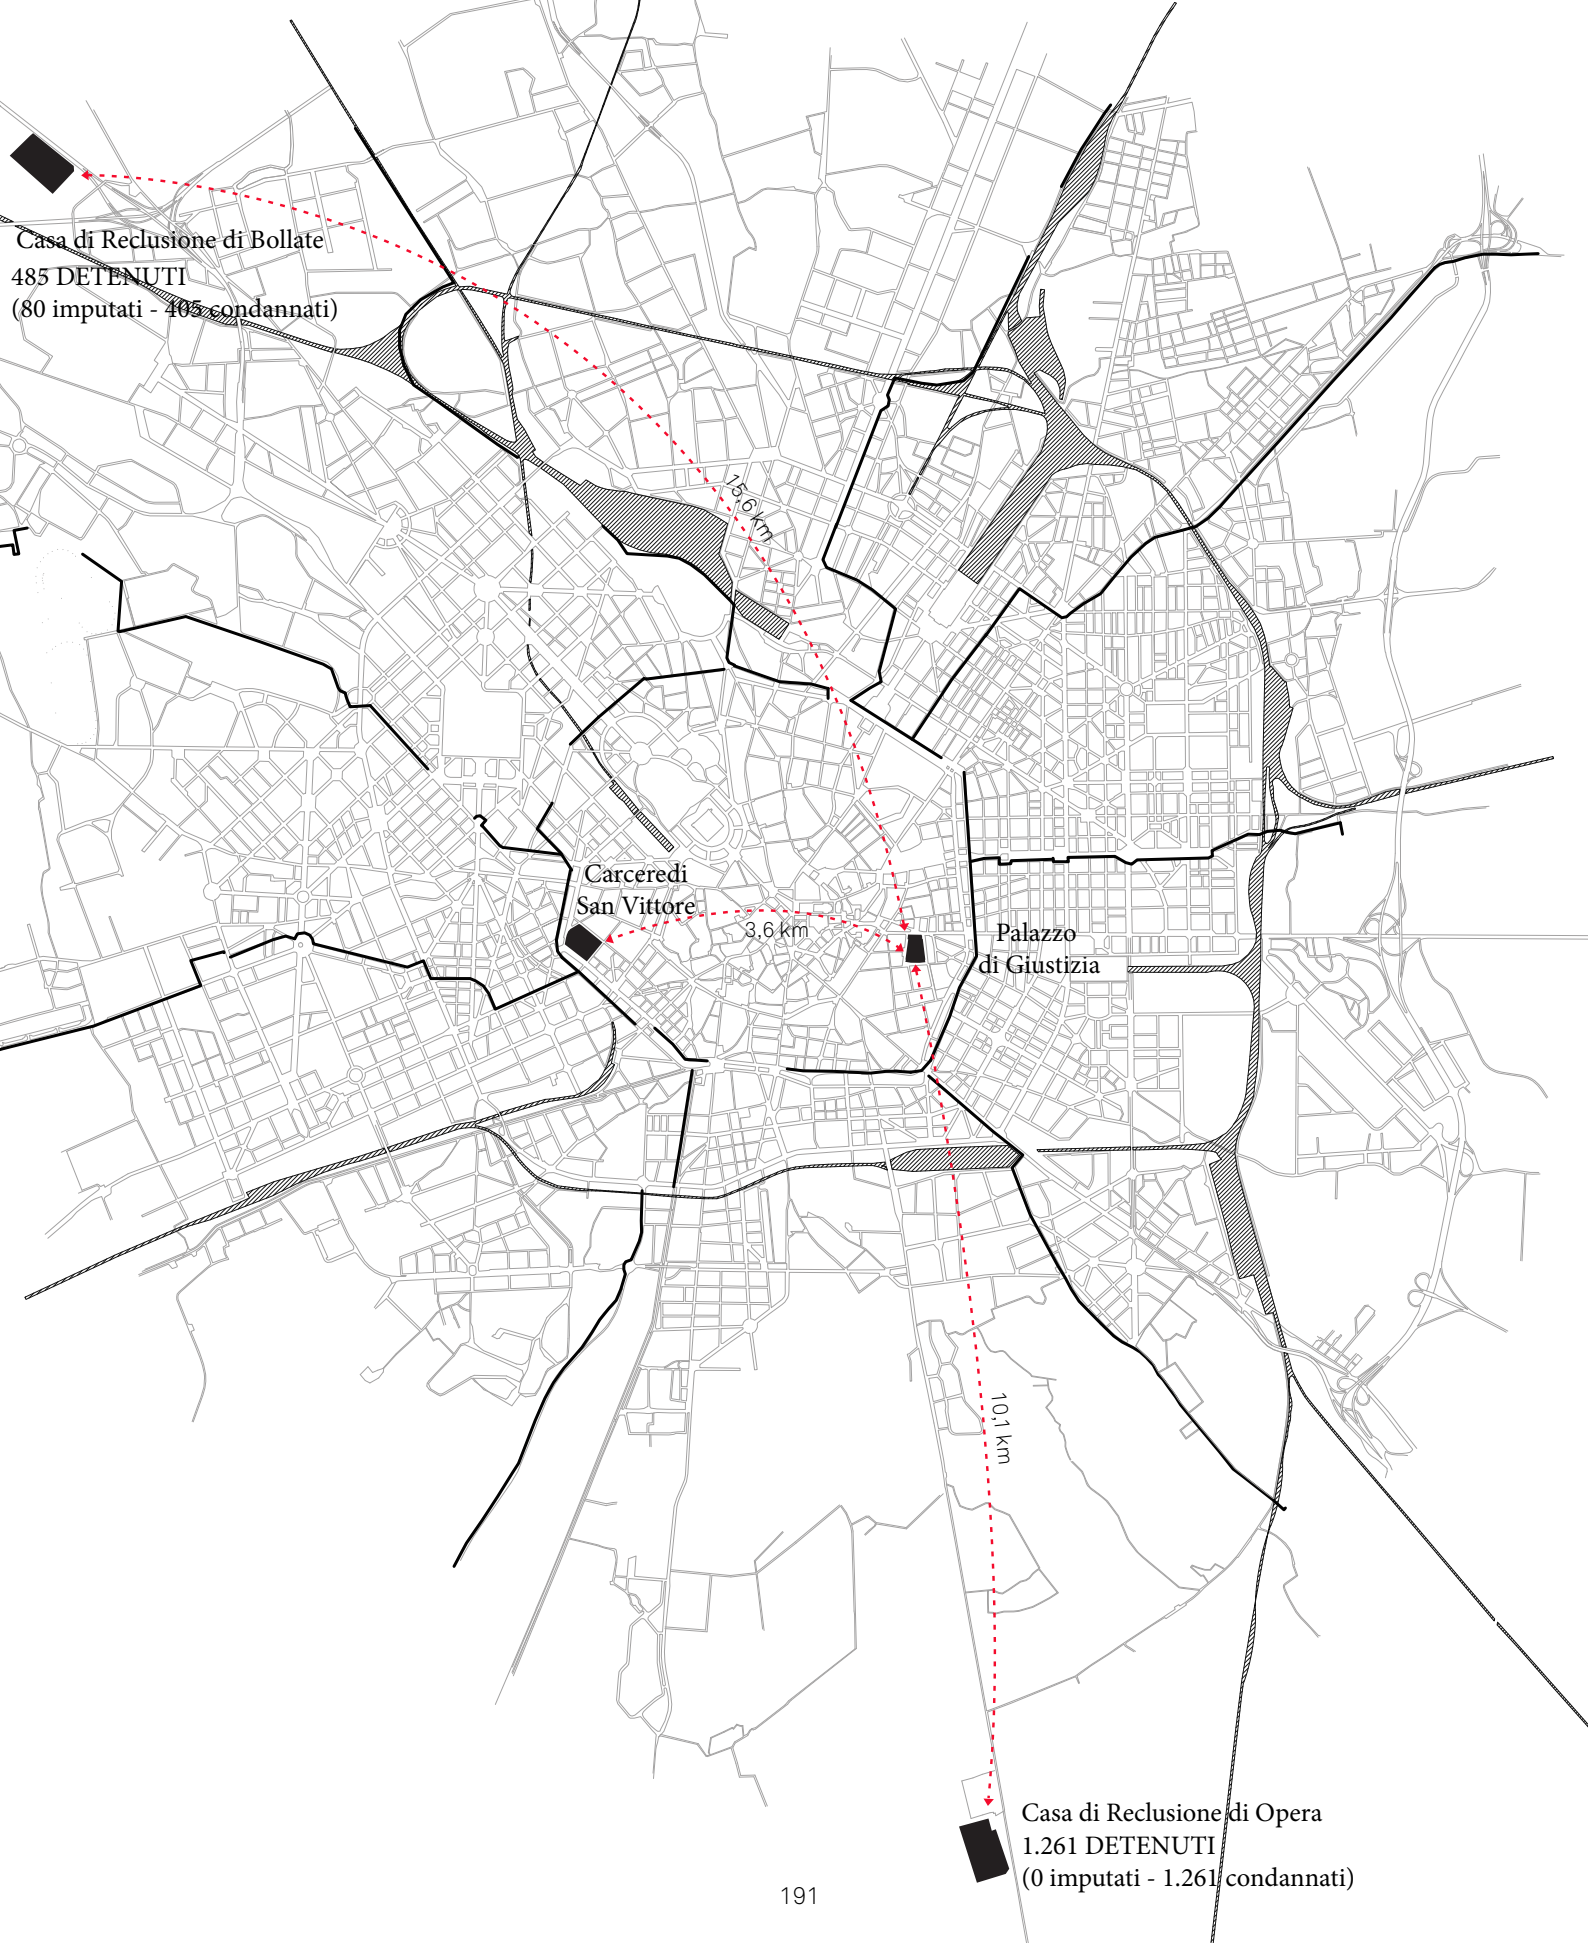 Casa di Reclusione di Bollate
485 DETENUTI
(80 imputati - 405 condannati)
15,6 km
Carceredi
San Vittore
3,6 km
Palazzo
di Giustizia
10,1 km
Casa di Reclusione di Opera
1.261 DETENUTI
(0 imputati - 1.261 condannati)
191